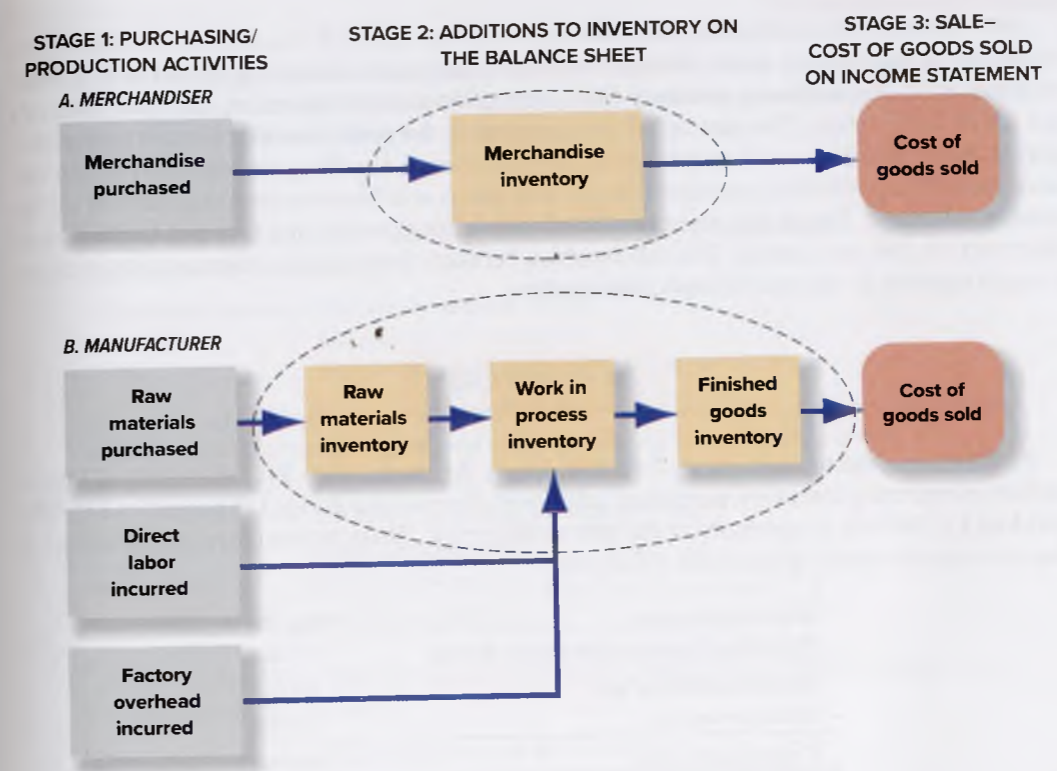 STAGE 1: PURCHASING/
PRODUCTION ACTIVITIES
STAGE 2: ADDITIONS TO INVENTORY ON
THE BALANCE SHEET
STAGE 3: SALE–
COST OF GOODS SOLD
ON INCOME STATEMENT
A. MERCHANDISER
Merchandise
purchased
Merchandise
inventory
Cost of
goods sold
B. MANUFACTURER
Raw
materials
purchased
Raw
materials
inventory
Work in
process
inventory
Finished
goods
inventory
Cost of
goods sold
Direct
labor
incurred
Factory
overhead
incurred